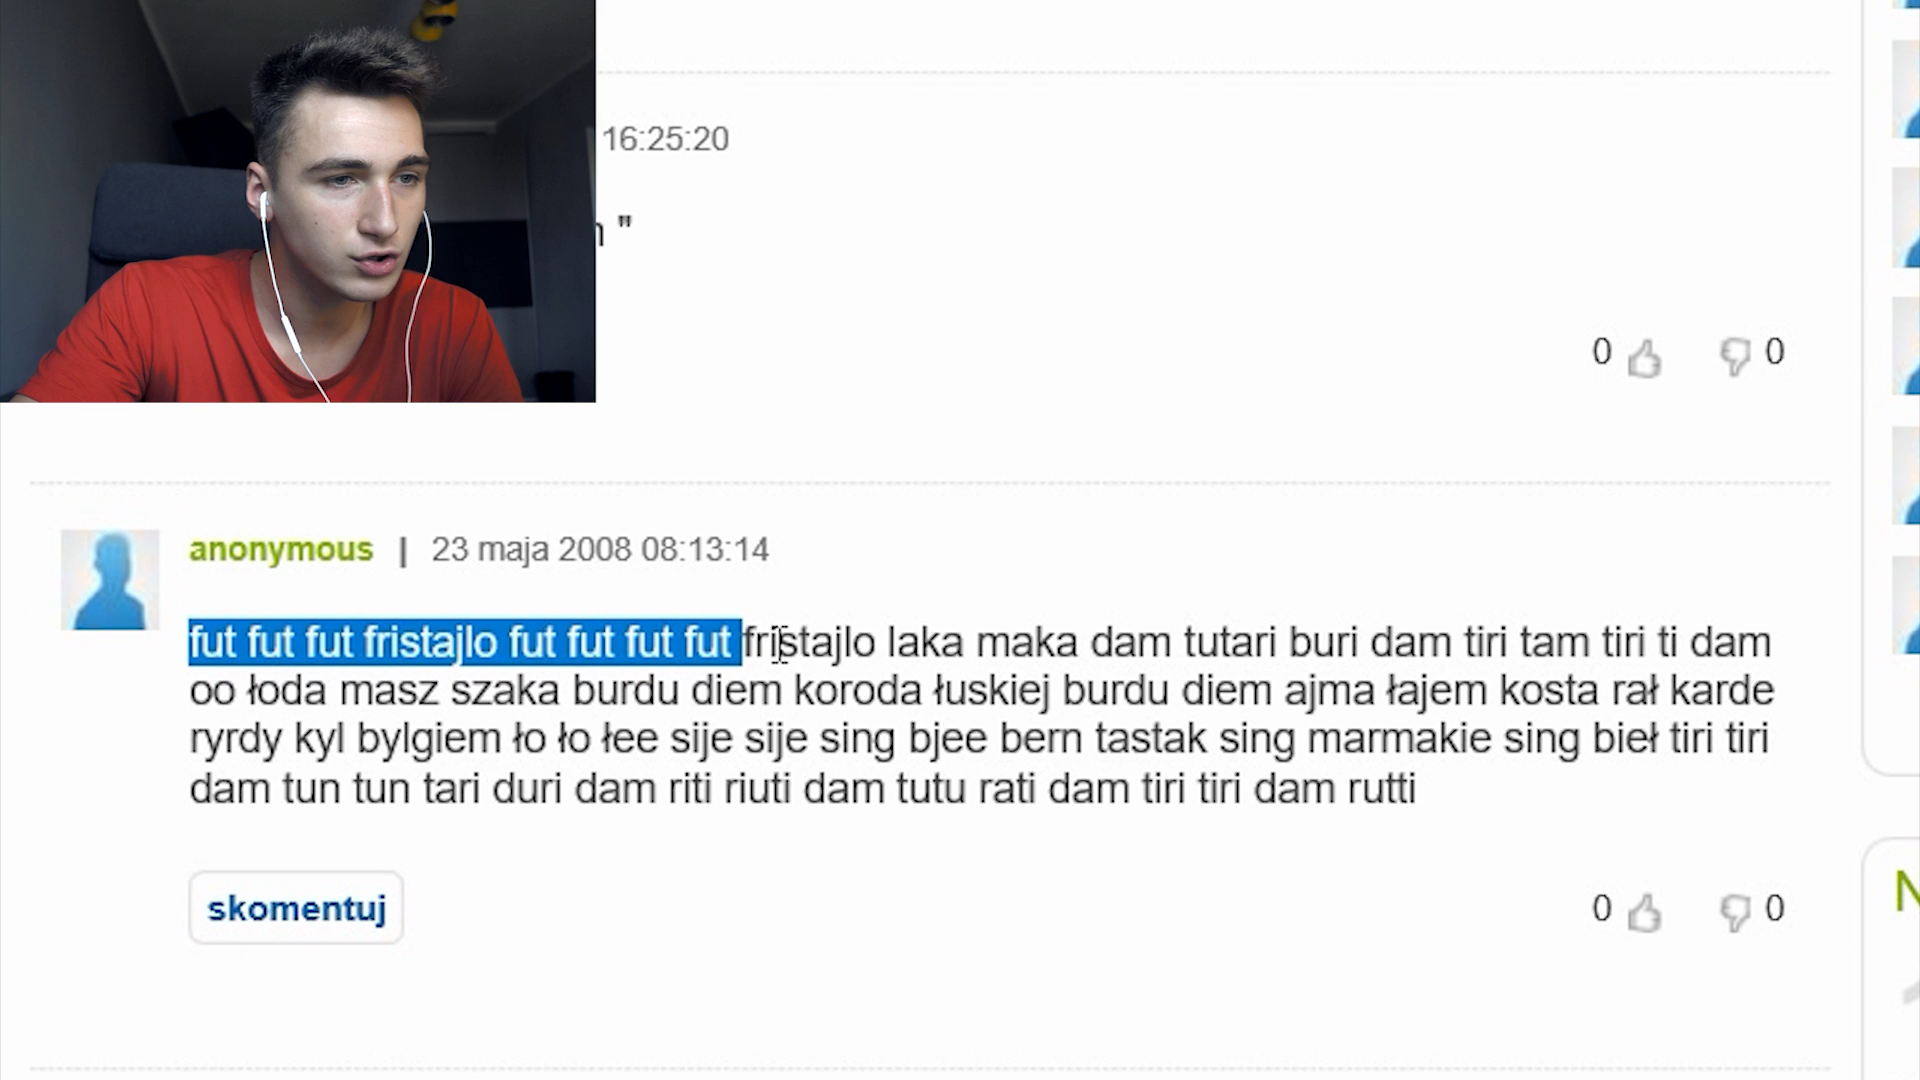 16:25:20
"
0 0
anonymous | 23 maja 2008 08:13:14
fut fut fut fristajlo fut fut fut fut fristajlo laka maka dam tutari buri dam tiri tam tiri ti dam
oo łoda masz szaka burdu diem koroda łuskiej burdu diem ajma łajem kosta rał karde
ryrdy kyl bylgiem ło ło łee sije sije sing bjee bern tastak sing marmakie sing bieł tiri tiri
dam tun tun tari duri dam riti riuti dam tutu rati dam tiri tiri dam rutti
skomentuj
0 0
N